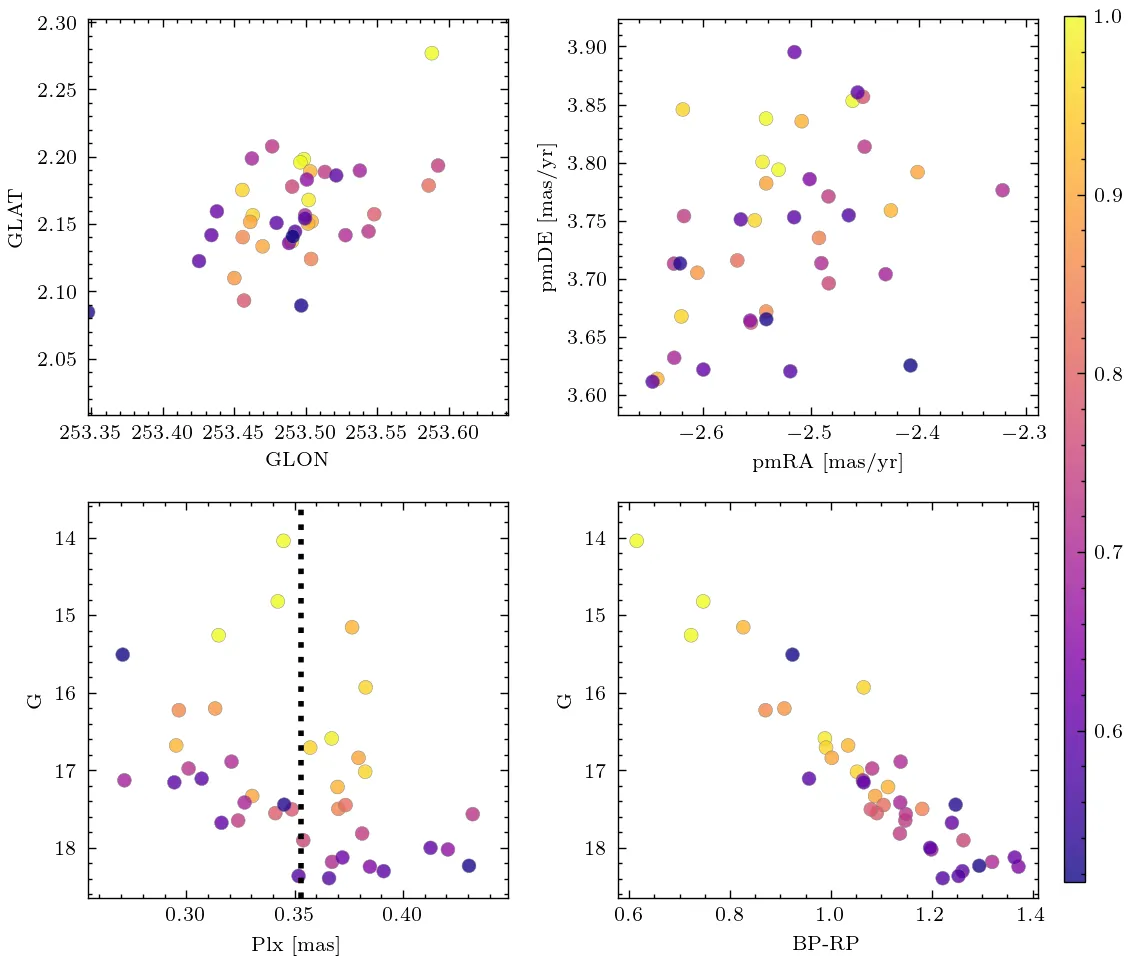 2.30
2.25
2.20
2.15
2.10
2.05
GLAT
253.35 253.40 253.45 253.50 253.55 253.60
GLON
3.90
3.85
3.80
3.75
3.70
3.65
3.60
pmDE [mas/yr]
−2.6 −2.5 −2.4 −2.3
pmRA [mas/yr]
1.0
0.9
0.8
0.7
0.6
14
15
16
17
18
G
0.30 0.35 0.40
Plx [mas]
14
15
16
17
18
G
0.6 0.8 1.0 1.2 1.4
BP-RP